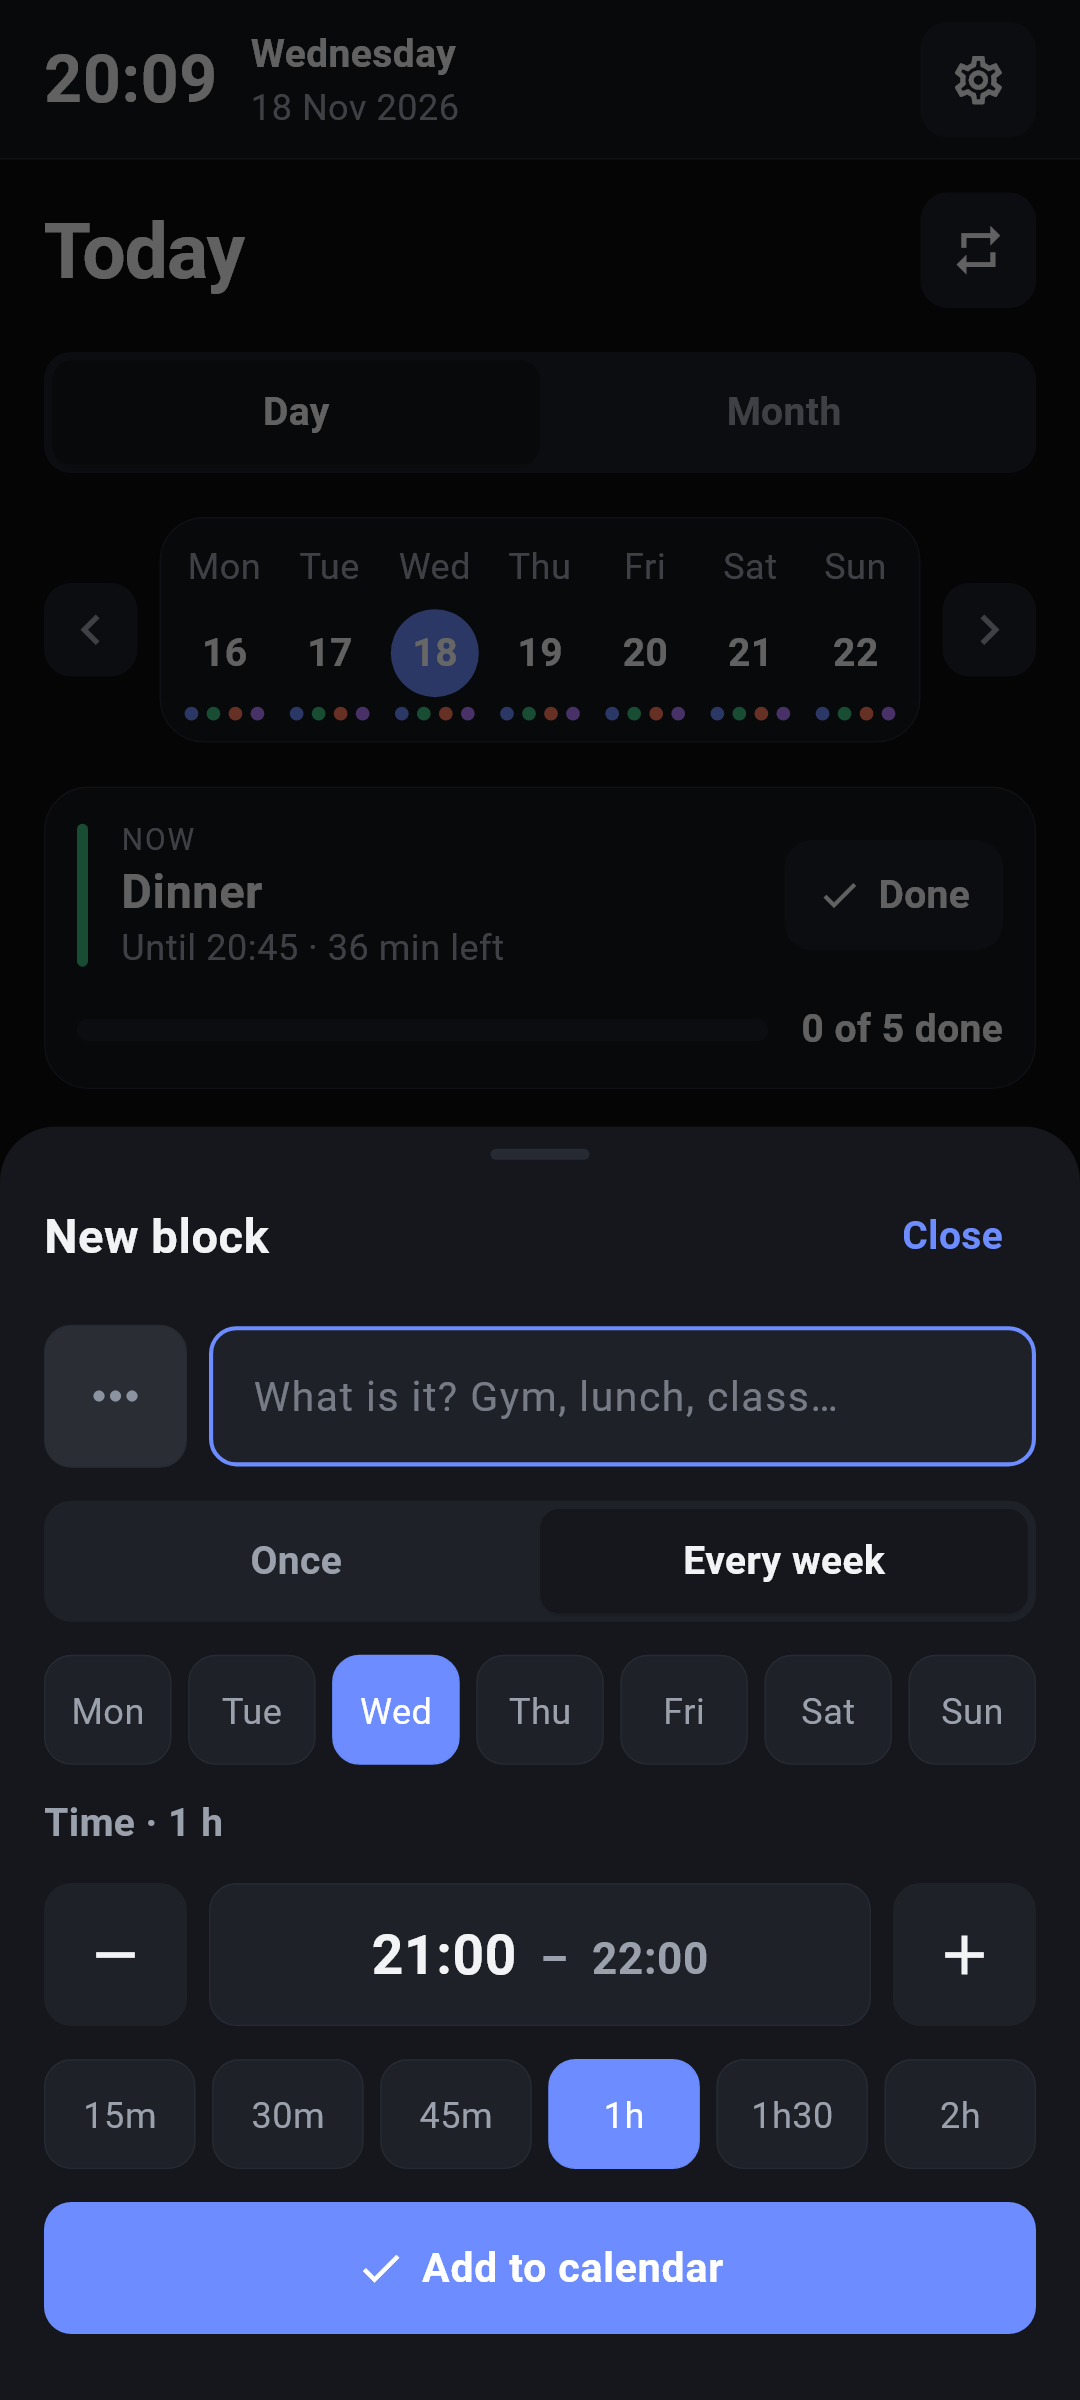 20:09
Wednesday
18 Nov 2026
Today
Day
Month
Mon Tue Wed Thu Fri Sat Sun
16 17 18 19 20 21 22
NOW
Dinner
Until 20:45 · 36 min left
Done
0 of 5 done
New block
Close
What is it? Gym, lunch, class…
Once
Every week
Mon Tue Wed Thu Fri Sat Sun
Time · 1 h
21:00 – 22:00
15m 30m 45m 1h 1h30 2h
Add to calendar